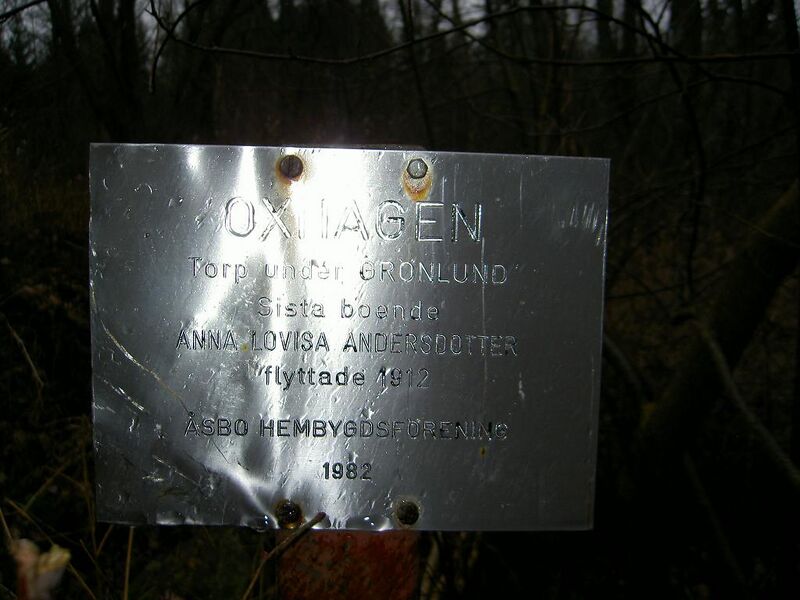 OXHAGEN
Torp under GRÖNLUND
Sista boende
ANNA LOVISA ANDERSDOTTER
flyttade 1912
ÅSBO HEMBYGDSFÖRENING
1982